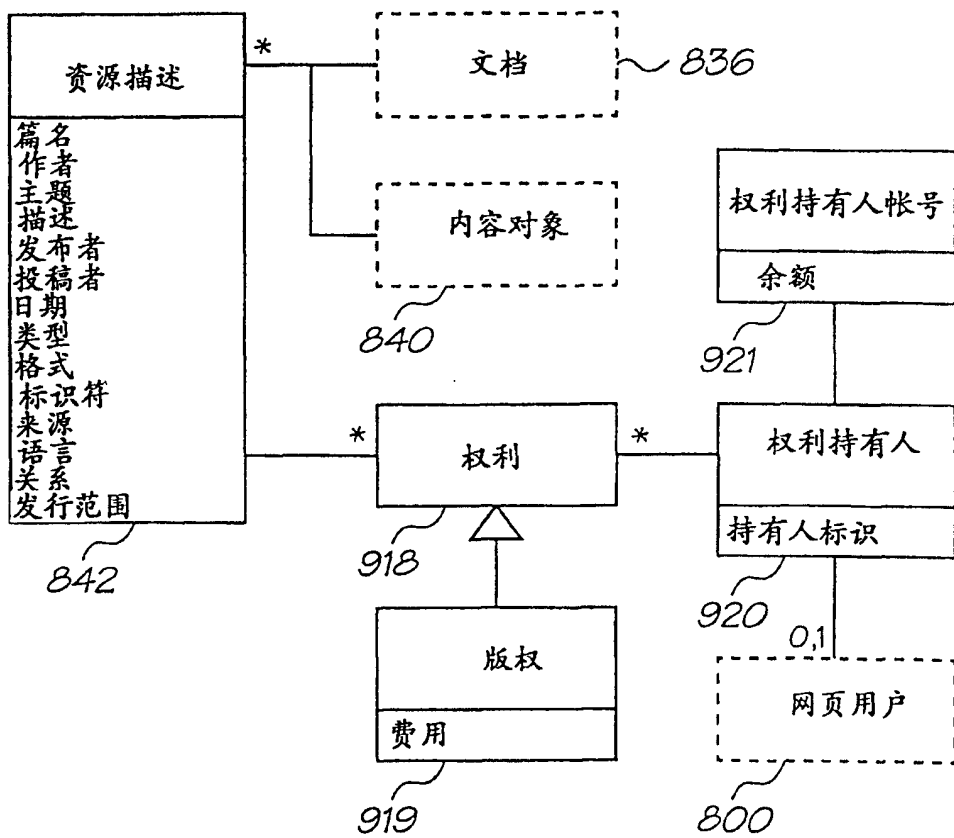 资源描述
篇名
作者
主题
描述
发布者
投稿者
日期
类型
格式
标识符
来源
语言
关系
发行范围
842
*
文档
836
内容对象
840
权利持有人帐号
余额
921
*
权利
918
*
权利持有人
持有人标识
920
版权
费用
919
0,1
网页用户
800